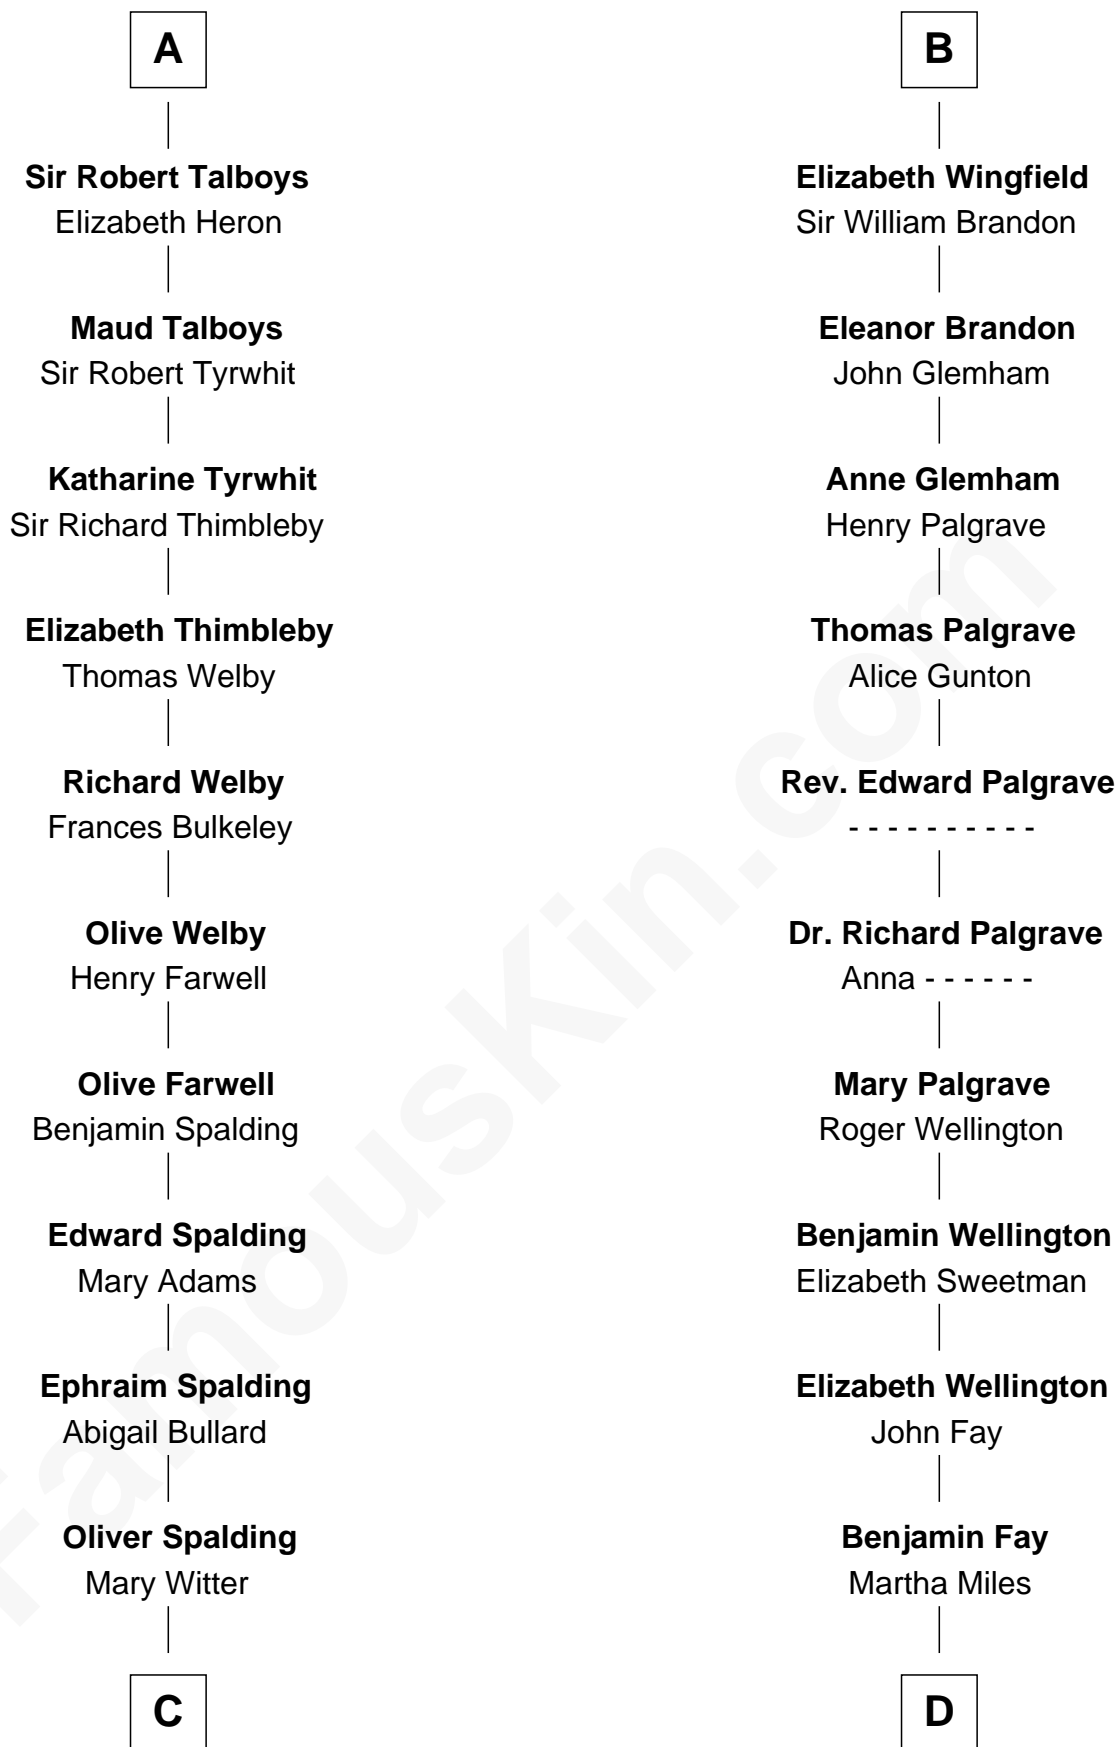 A
Sir Robert Talboys
Elizabeth Heron
Maud Talboys
Sir Robert Tyrwhit
Katharine Tyrwhit
Sir Richard Thimbleby
Elizabeth Thimbleby
Thomas Welby
Richard Welby
Frances Bulkeley
Olive Welby
Henry Farwell
Olive Farwell
Benjamin Spalding
Edward Spalding
Mary Adams
Ephraim Spalding
Abigail Bullard
Oliver Spalding
Mary Witter
C
B
Elizabeth Wingfield
Sir William Brandon
Eleanor Brandon
John Glemham
Anne Glemham
Henry Palgrave
Thomas Palgrave
Alice Gunton
Rev. Edward Palgrave
- - - - - - - - - -
Dr. Richard Palgrave
Anna - - - - - -
Mary Palgrave
Roger Wellington
Benjamin Wellington
Elizabeth Sweetman
Elizabeth Wellington
John Fay
Benjamin Fay
Martha Miles
D
FamousKin.com